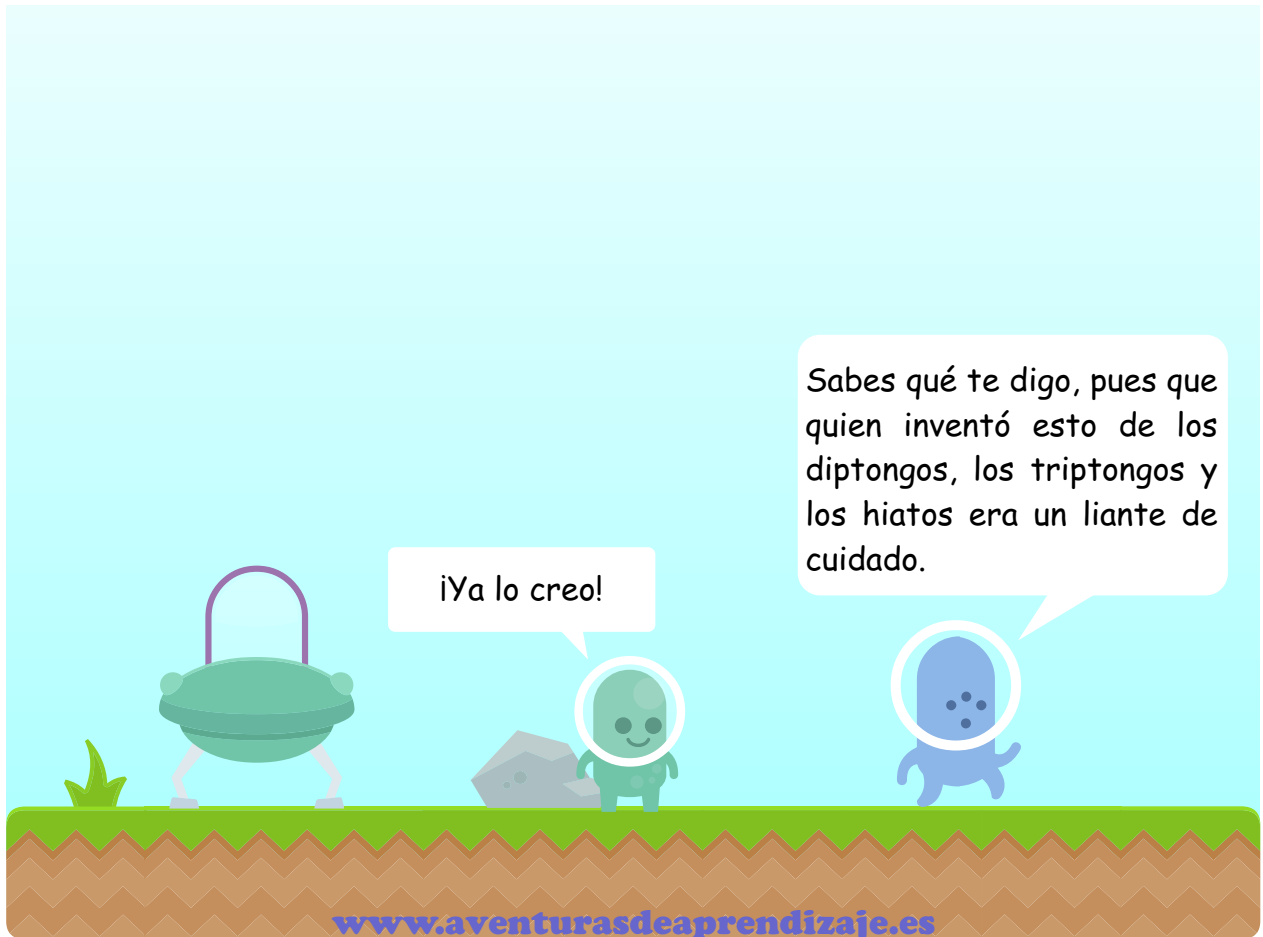 Sabes qué te digo, pues que
quien inventó esto de los
diptongos, los triptongos y
los hiatos era un liante de
cuidado.
¡Ya lo creo!
www.aventurasdeaprendizaje.es